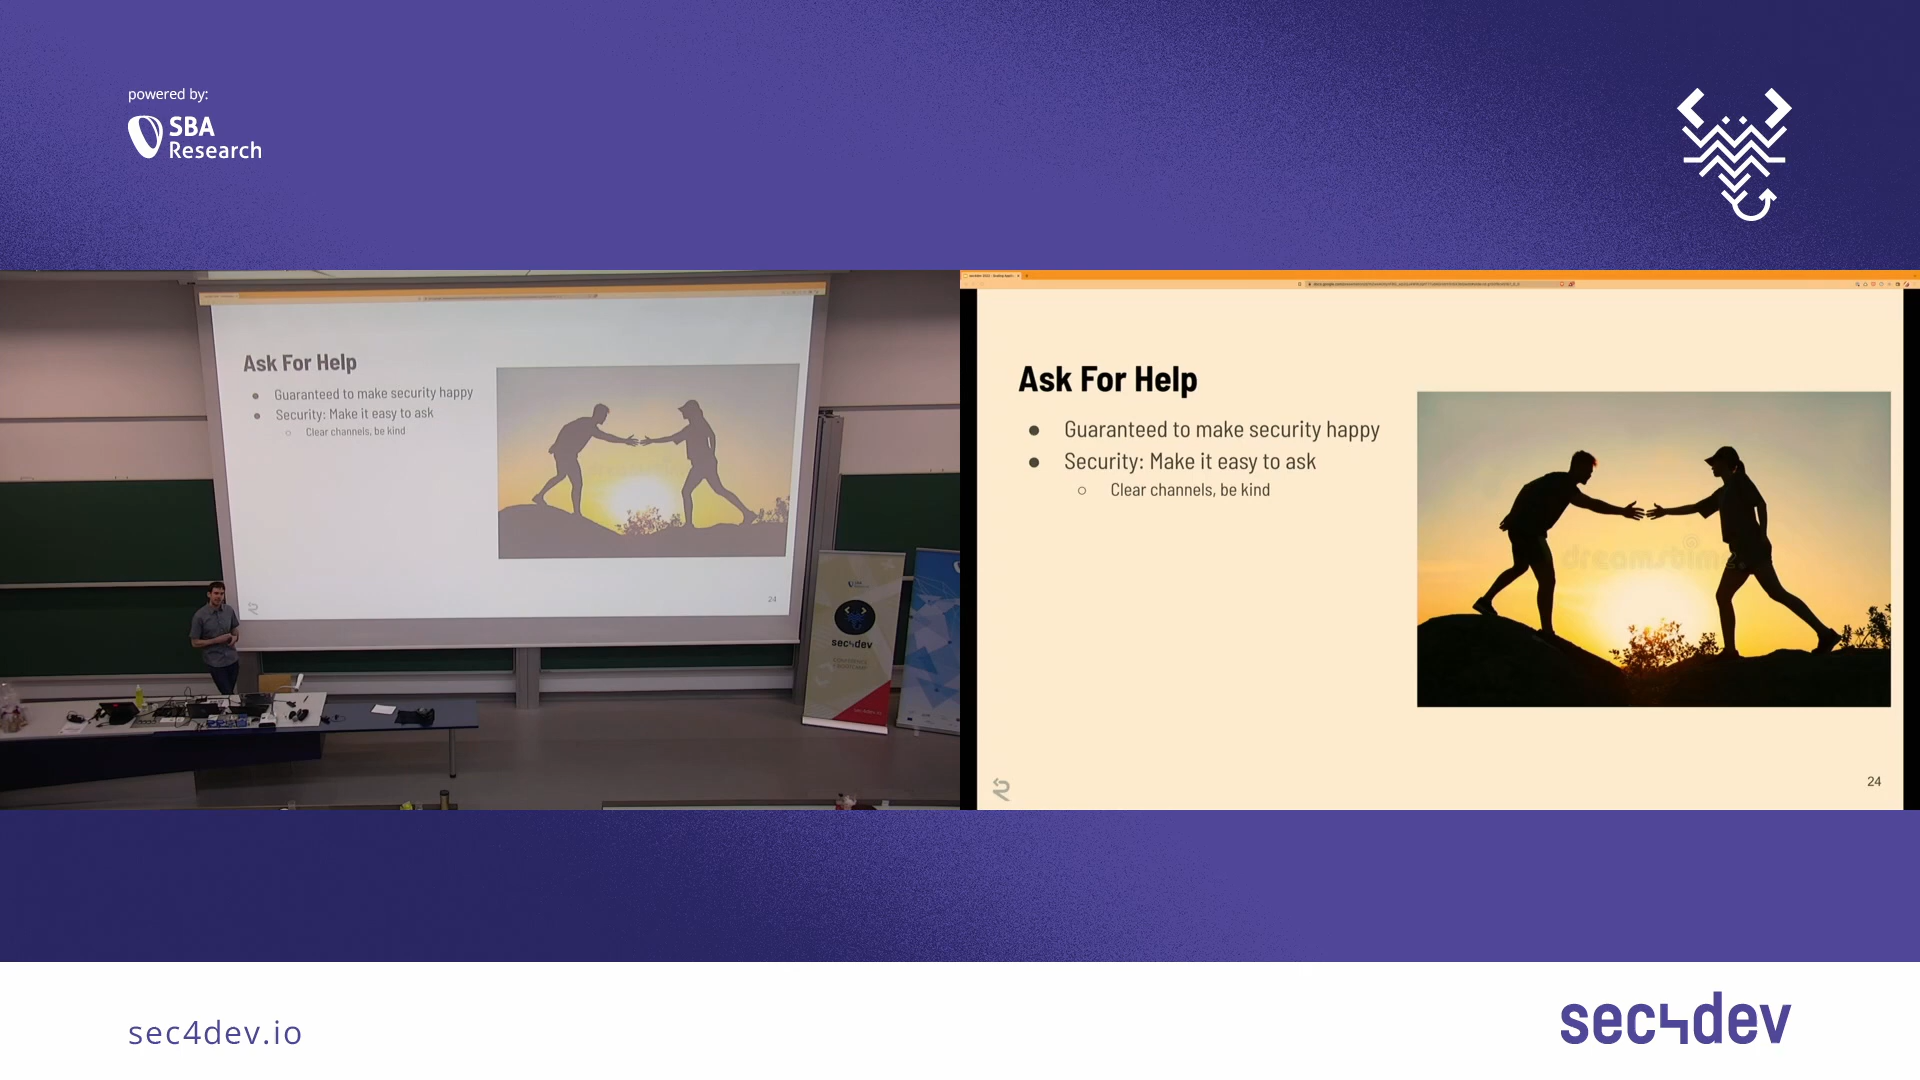 powered by:
SBA
Research
Ask For Help
● Guaranteed to make security happy
● Security: Make it easy to ask
○ Clear channels, be kind
24
sec4dev
Ask For Help
● Guaranteed to make security happy
● Security: Make it easy to ask
○ Clear channels, be kind
dreamstime
24
sec4dev.io
sec4dev